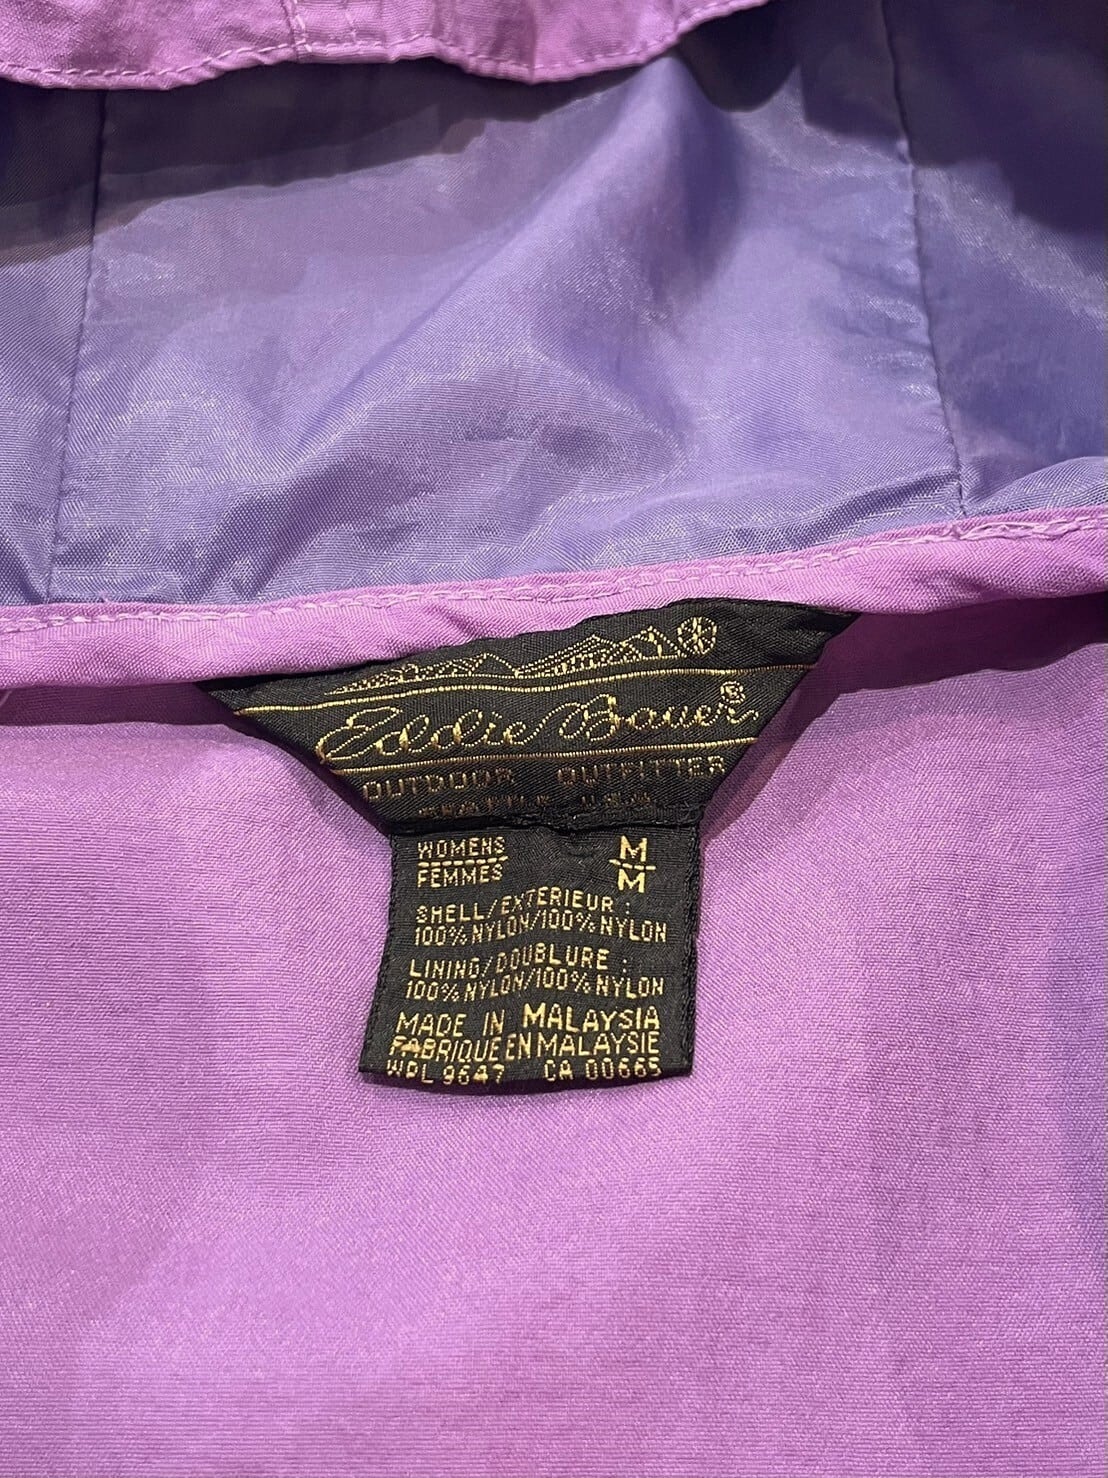 Eddie Bauer®
OUTDOOR OUTFITTER
SEATTLE U.S.A.
WOMENS M
FEMMES M
SHELL/EXTERIEUR :
100% NYLON/100% NYLON
LINING/DOUBLURE :
100% NYLON/100% NYLON
MADE IN MALAYSIA
FABRIQUE EN MALAYSIE
WPL 9647 CA 00665